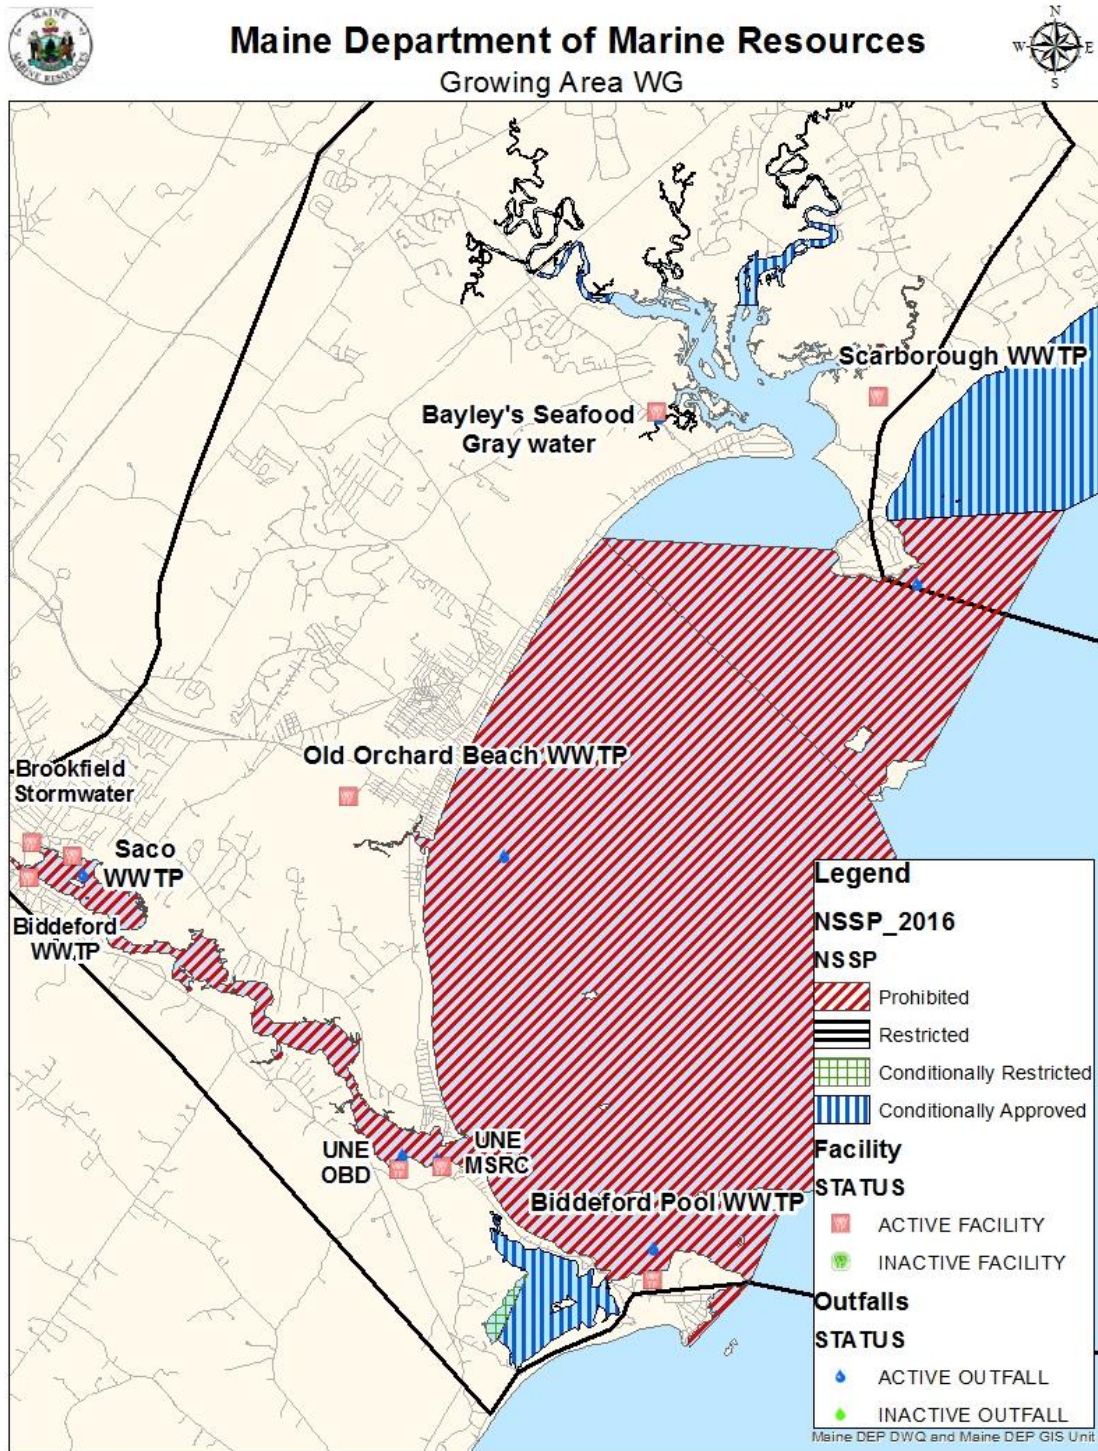 Maine Department of Marine Resources
Growing Area WG
N
W
E
S
Scarborough WWTP
Bayley's Seafood
Gray water
Old Orchard Beach WWTP
Brookfield
Stormwater
Saco
WWTP
Biddeford
WWTP
UNE
OBD
UNE
MSRC
Biddeford Pool WWTP
Legend
NSSP_2016
NSSP
Prohibited
Restricted
Conditionally Restricted
Conditionally Approved
Facility
STATUS
ACTIVE FACILITY
INACTIVE FACILITY
Outfalls
STATUS
ACTIVE OUTFALL
INACTIVE OUTFALL
Maine DEP DWQ and Maine DEP GIS Unit